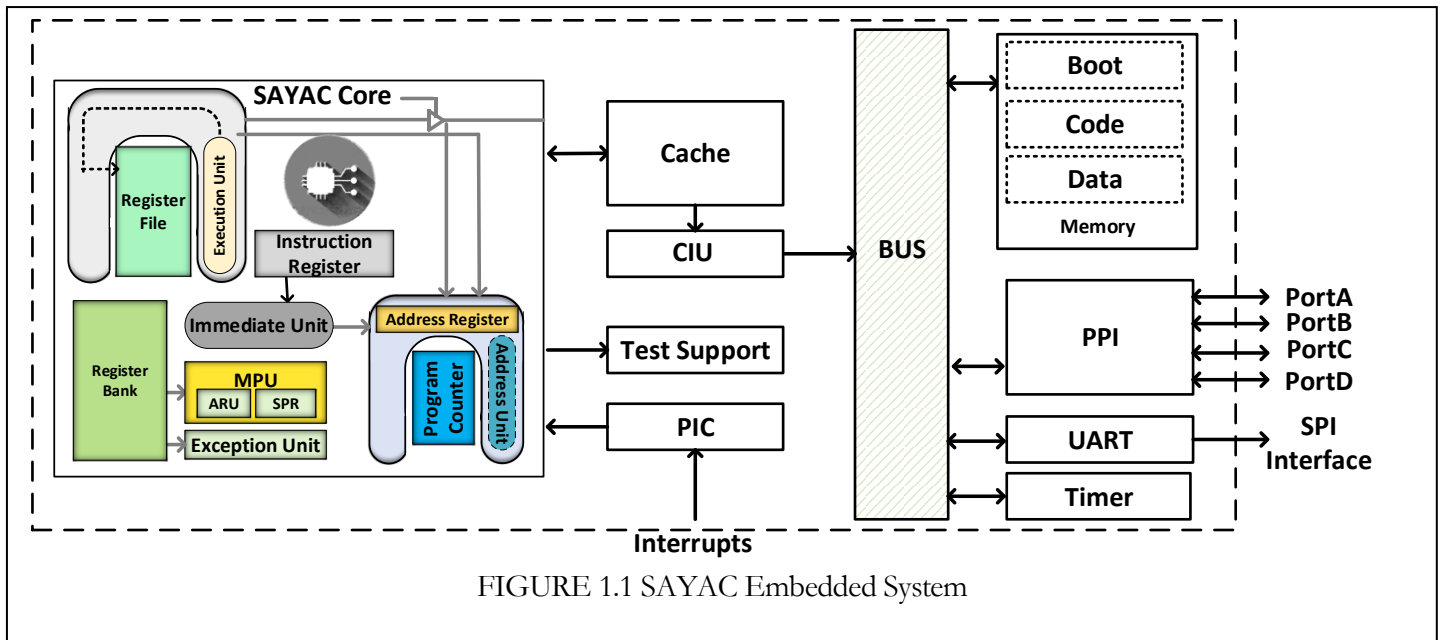 SAYAC Core
Register
File
Execution Unit
Instruction
Register
Immediate Unit
Address Register
Program
Counter
Address Unit
Register
Bank
MPU
ARU
SPR
Exception Unit
Cache
CIU
Test Support
PIC
Interrupts
BUS
Boot
Code
Data
Memory
PPI
PortA
PortB
PortC
PortD
UART
SPI
Interface
Timer
FIGURE 1.1 SAYAC Embedded System